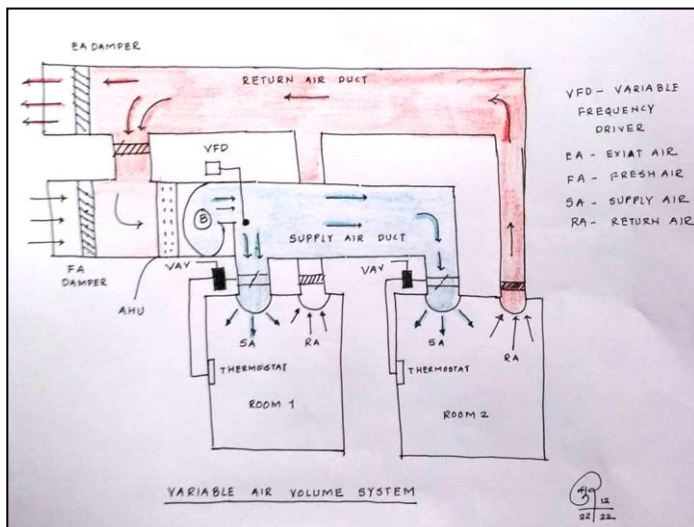 EA DAMPER
RETURN AIR DUCT
VFD - VARIABLE
FREQUENCY
DRIVER
EA - EXIAT AIR
FA - FRESH AIR
SA - SUPPLY AIR
RA - RETURN AIR
VFD
B
SUPPLY AIR DUCT
FA
DAMPER
VAV
VAV
AHU
SA
RA
SA
RA
THERMOISTAT
THERMOSTAT
ROOM 1
ROOM 2
VARIABLE AIR VOLUME SYSTEM
12
22 22